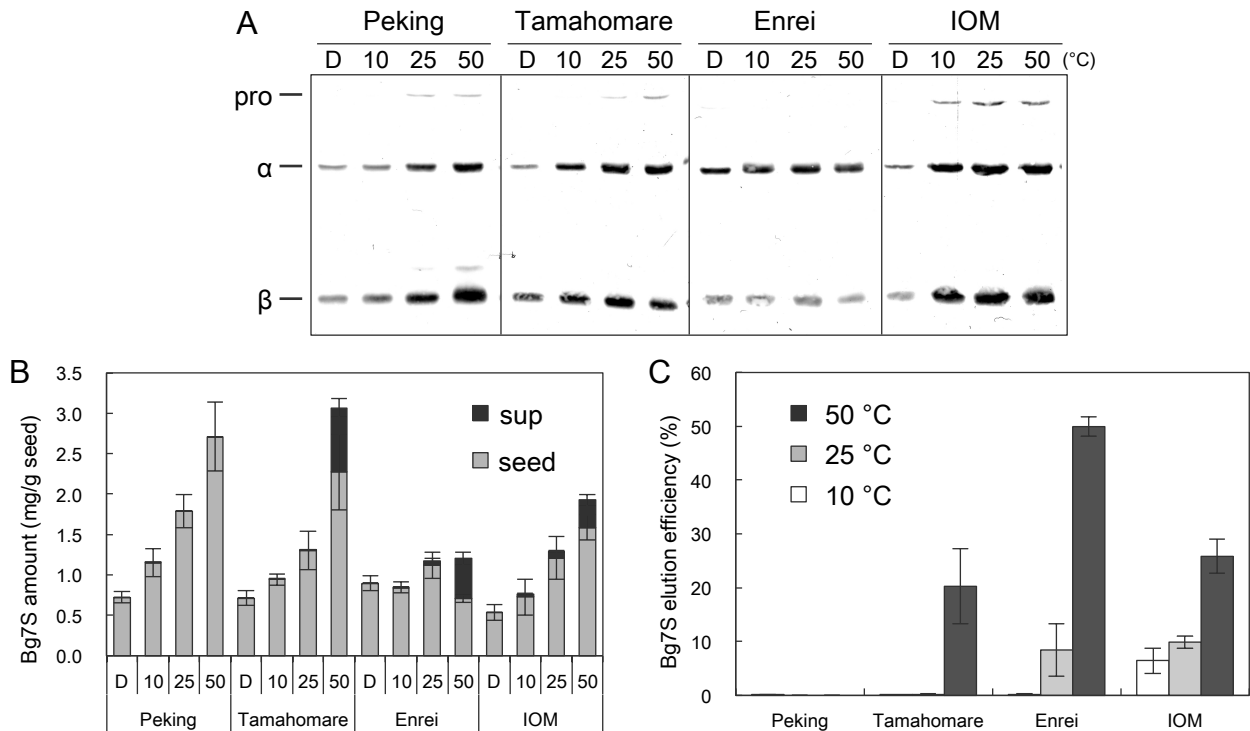 A
Peking Tamahomare Enrei IOM
D 10 25 50 D 10 25 50 D 10 25 50 D 10 25 50 (°C)
pro
α
β
B
Bg7S amount (mg/g seed)
3.5
3.0
2.5
2.0
1.5
1.0
0.5
0.0
sup
seed
D 10 25 50 D 10 25 50 D 10 25 50 D 10 25 50
Peking Tamahomare Enrei IOM
C
Bg7S elution efficiency (%)
60
50
40
30
20
10
0
50 °C
25 °C
10 °C
Peking Tamahomare Enrei IOM